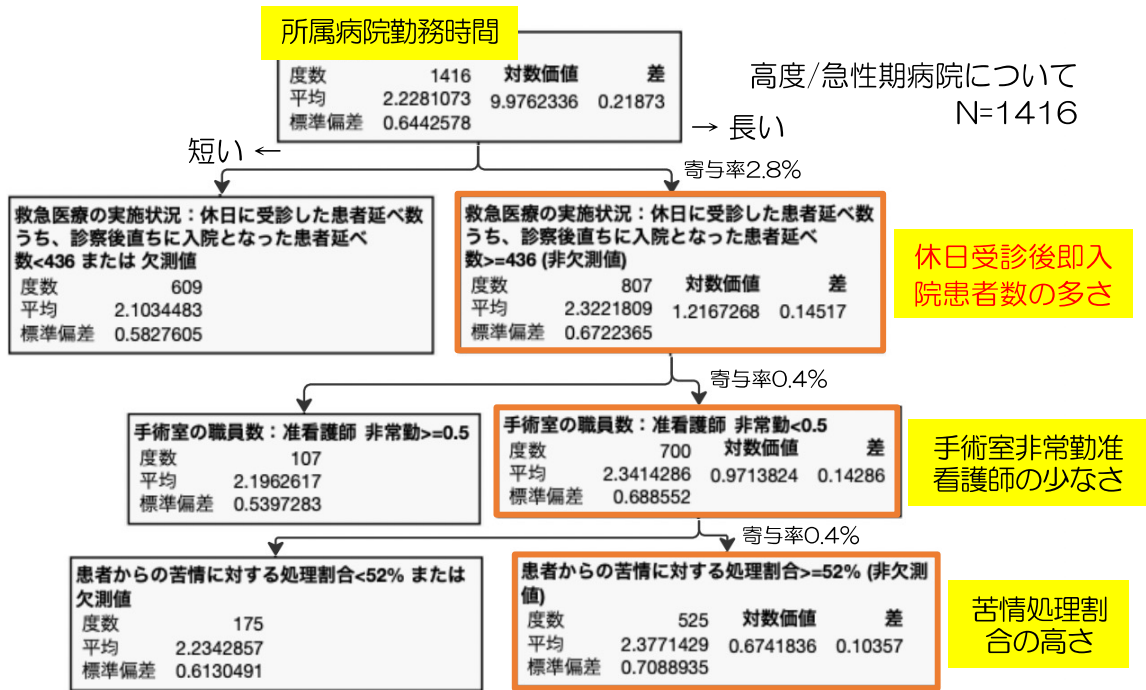 所属病院勤務時間
度数 1416 対数価値 差
平均 2.2281073 9.9762336 0.21873
標準偏差 0.6442578
高度/急性期病院について
N=1416
短い ←
→ 長い
寄与率2.8%
救急医療の実施状況：休日に受診した患者延べ数
うち、診察後直ちに入院となった患者延べ
数<436 または 欠測値
度数 609
平均 2.1034483
標準偏差 0.5827605
救急医療の実施状況：休日に受診した患者延べ数
うち、診察後直ちに入院となった患者延べ
数>=436 (非欠測値)
度数 807 対数価値 差
平均 2.3221809 1.2167268 0.14517
標準偏差 0.6722365
休日受診後即入
院患者数の多さ
寄与率0.4%
手術室の職員数：准看護師 非常勤>=0.5
度数 107
平均 2.1962617
標準偏差 0.5397283
手術室の職員数：准看護師 非常勤<0.5
度数 700 対数価値 差
平均 2.3414286 0.9713824 0.14286
標準偏差 0.688552
手術室非常勤准
看護師の少なさ
寄与率0.4%
患者からの苦情に対する処理割合<52% または
欠測値
度数 175
平均 2.2342857
標準偏差 0.6130491
患者からの苦情に対する処理割合>=52% (非欠測
値)
度数 525 対数価値 差
平均 2.3771429 0.6741836 0.10357
標準偏差 0.7088935
苦情処理割
合の高さ